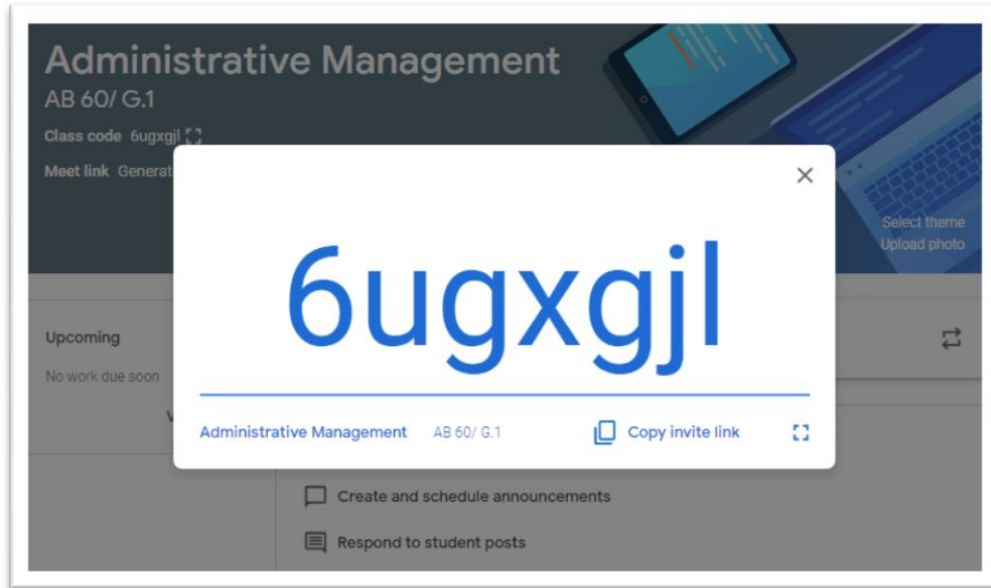 Administrative Management
AB 60/ G.1
Class code 6ugxgjl
Meet link Generat
Select theme
Upload photo
6ugxgjl
Administrative Management AB 60/ G.1 Copy invite link
Upcoming
No work due soon
Create and schedule announcements
Respond to student posts